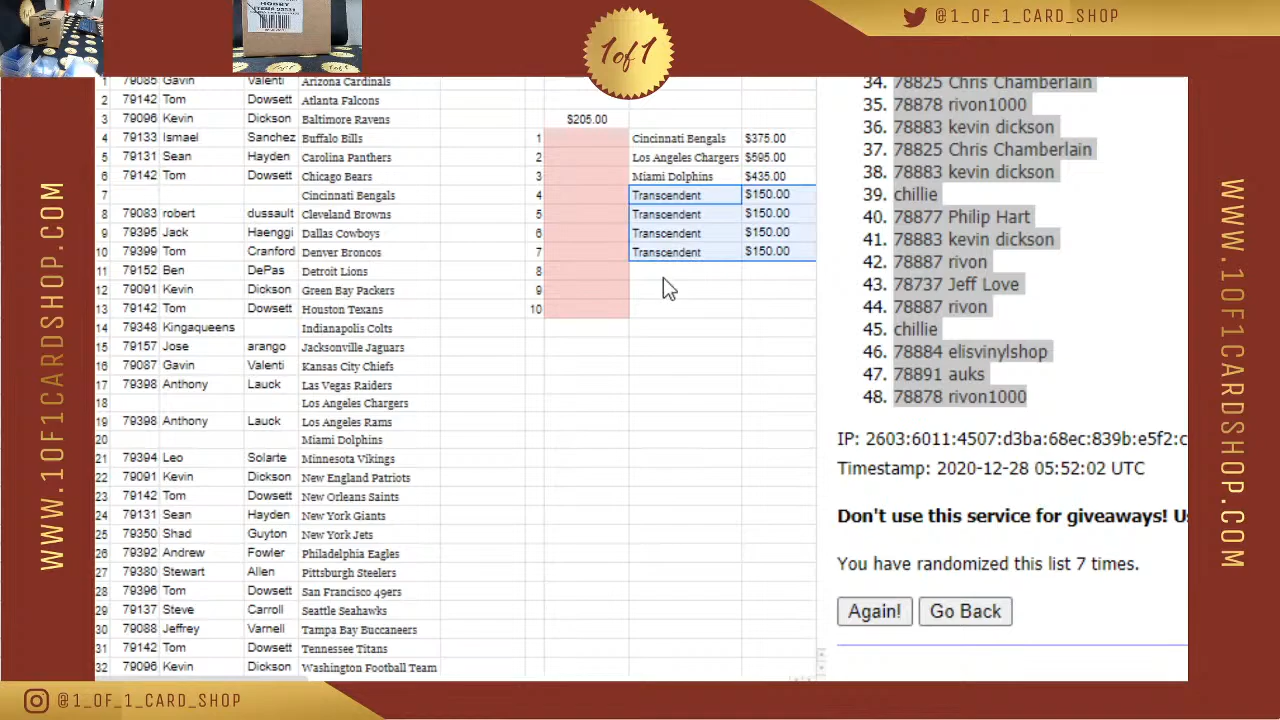 HOBBY
1 of 1
@1_OF_1_CARD_SHOP
WWW.1OF1CARDSHOP.COM
1 79085 Gavin Valenti Arizona Cardinals
2 79142 Tom Dowsett Atlanta Falcons
3 79096 Kevin Dickson Baltimore Ravens $205.00
4 79133 Ismael Sanchez Buffalo Bills 1 Cincinnati Bengals $375.00
5 79131 Sean Hayden Carolina Panthers 2 Los Angeles Chargers $595.00
6 79142 Tom Dowsett Chicago Bears 3 Miami Dolphins $435.00
7 Cincinnati Bengals 4 Transcendent $150.00
8 79083 robert dussault Cleveland Browns 5 Transcendent $150.00
9 79395 Jack Haenggi Dallas Cowboys 6 Transcendent $150.00
10 79399 Tom Cranford Denver Broncos 7 Transcendent $150.00
11 79152 Ben DePas Detroit Lions 8
12 79091 Kevin Dickson Green Bay Packers 9
13 79142 Tom Dowsett Houston Texans 10
14 79348 Kingaqueens Indianapolis Colts
15 79157 Jose arango Jacksonville Jaguars
16 79087 Gavin Valenti Kansas City Chiefs
17 79398 Anthony Lauck Las Vegas Raiders
18 Los Angeles Chargers
19 79398 Anthony Lauck Los Angeles Rams
20 Miami Dolphins
21 79394 Leo Solarte Minnesota Vikings
22 79091 Kevin Dickson New England Patriots
23 79142 Tom Dowsett New Orleans Saints
24 79131 Sean Hayden New York Giants
25 79350 Shad Guyton New York Jets
26 79392 Andrew Fowler Philadelphia Eagles
27 79380 Stewart Allen Pittsburgh Steelers
28 79396 Tom Dowsett San Francisco 49ers
29 79137 Steve Carroll Seattle Seahawks
30 79088 Jeffrey Varnell Tampa Bay Buccaneers
31 79142 Tom Dowsett Tennessee Titans
32 79096 Kevin Dickson Washington Football Team
34. 78825 Chris Chamberlain
35. 78878 rivon1000
36. 78883 kevin dickson
37. 78825 Chris Chamberlain
38. 78883 kevin dickson
39. chillie
40. 78877 Philip Hart
41. 78883 kevin dickson
42. 78887 rivon
43. 78737 Jeff Love
44. 78887 rivon
45. chillie
46. 78884 elisvinylshop
47. 78891 auks
48. 78878 rivon1000
IP: 2603:6011:4507:d3ba:68ec:839b:e5f2:c
Timestamp: 2020-12-28 05:52:02 UTC
Don't use this service for giveaways! U
You have randomized this list 7 times.
Again! Go Back
WWW.1OF1CARDSHOP.COM
@1_OF_1_CARD_SHOP